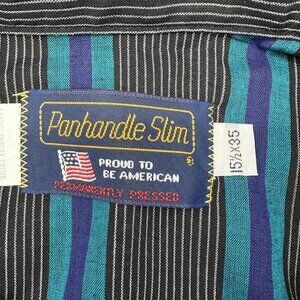 Panhandle Slim
®
PROUD TO
BE AMERICAN
PERMANENTLY PRESSED
15½X35